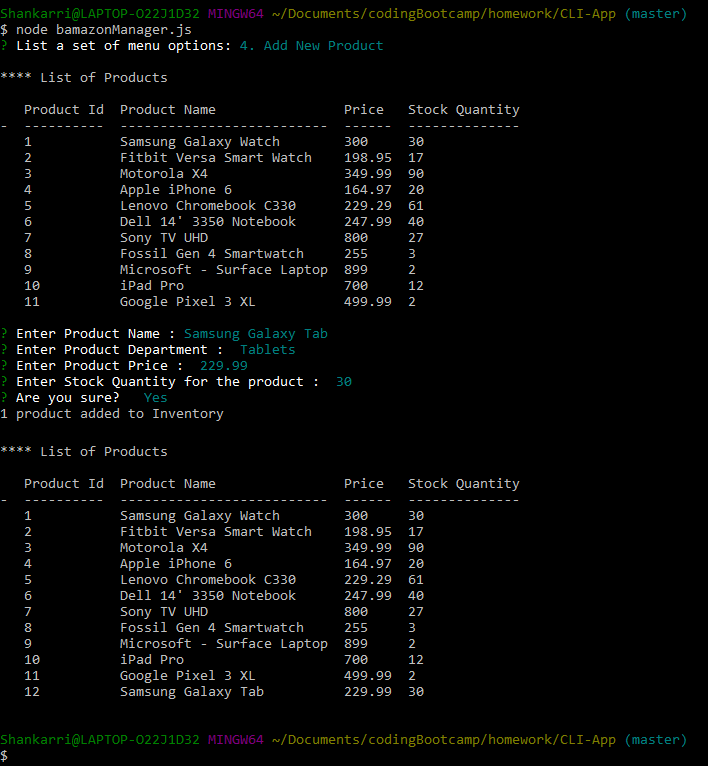 Shankarri@LAPTOP-O22J1D32 MINGW64 ~/Documents/codingBootcamp/homework/CLI-App (master)
$ node bamazonManager.js
? List a set of menu options: 4. Add New Product

**** List of Products

   Product Id  Product Name                Price   Stock Quantity
-  ----------  --------------------------  ------  --------------
   1           Samsung Galaxy Watch        300     30
   2           Fitbit Versa Smart Watch    198.95  17
   3           Motorola X4                 349.99  90
   4           Apple iPhone 6              164.97  20
   5           Lenovo Chromebook C330      229.29  61
   6           Dell 14' 3350 Notebook      247.99  40
   7           Sony TV UHD                 800     27
   8           Fossil Gen 4 Smartwatch     255     3
   9           Microsoft - Surface Laptop  899     2
   10          iPad Pro                    700     12
   11          Google Pixel 3 XL           499.99  2

? Enter Product Name : Samsung Galaxy Tab
? Enter Product Department :  Tablets
? Enter Product Price :  229.99
? Enter Stock Quantity for the product :  30
? Are you sure?   Yes
1 product added to Inventory

**** List of Products

   Product Id  Product Name                Price   Stock Quantity
-  ----------  --------------------------  ------  --------------
   1           Samsung Galaxy Watch        300     30
   2           Fitbit Versa Smart Watch    198.95  17
   3           Motorola X4                 349.99  90
   4           Apple iPhone 6              164.97  20
   5           Lenovo Chromebook C330      229.29  61
   6           Dell 14' 3350 Notebook      247.99  40
   7           Sony TV UHD                 800     27
   8           Fossil Gen 4 Smartwatch     255     3
   9           Microsoft - Surface Laptop  899     2
   10          iPad Pro                    700     12
   11          Google Pixel 3 XL           499.99  2
   12          Samsung Galaxy Tab          229.99  30

Shankarri@LAPTOP-O22J1D32 MINGW64 ~/Documents/codingBootcamp/homework/CLI-App (master)
$